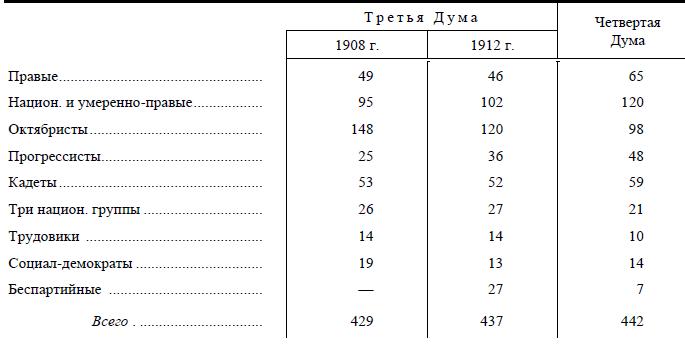 Третья Дума
Четвертая Дума
1908 г. 1912 г.
Правые 49 46 65
Национ. и умеренно-правые 95 102 120
Октябристы 148 120 98
Прогрессисты 25 36 48
Кадеты 53 52 59
Три национ. группы 26 27 21
Трудовики 14 14 10
Социал-демократы 19 13 14
Беспартийные — 27 7
Всего . 429 437 442